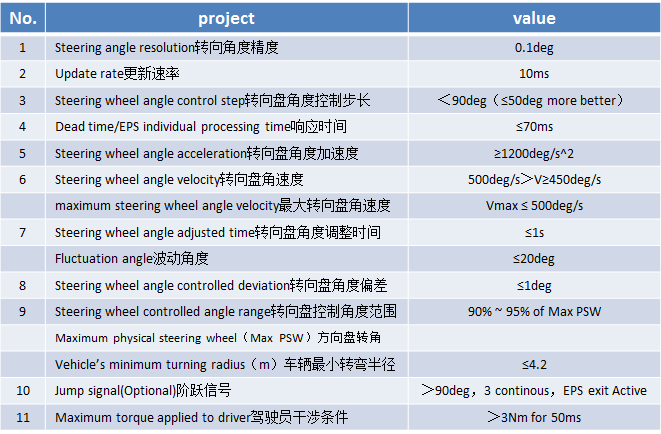 No. project value
1 Steering angle resolution转向角度精度 0.1deg
2 Update rate更新速率 10ms
3 Steering wheel angle control step转向盘角度控制步长 ＜90deg（≤50deg more better）
4 Dead time/EPS individual processing time响应时间 ≤70ms
5 Steering wheel angle acceleration转向盘角度加速度 ≥1200deg/s^2
6 Steering wheel angle velocity转向盘角速度 500deg/s＞V≥450deg/s
maximum steering wheel angle velocity最大转向盘角速度 Vmax ≤ 500deg/s
7 Steering wheel angle adjusted time转向盘角度调整时间 ≤1s
Fluctuation angle波动角度 ≤20deg
8 Steering wheel angle controlled deviation转向盘角度偏差 ≤1deg
9 Steering wheel controlled angle range转向盘控制角度范围 90% ~ 95% of Max PSW
Maximum physical steering wheel（Max PSW）方向盘转角
Vehicle’s minimum turning radius（m）车辆最小转弯半径 ≤4.2
10 Jump signal(Optional)阶跃信号 ＞90deg，3 continous，EPS exit Active
11 Maximum torque applied to driver驾驶员干涉条件 ＞3Nm for 50ms